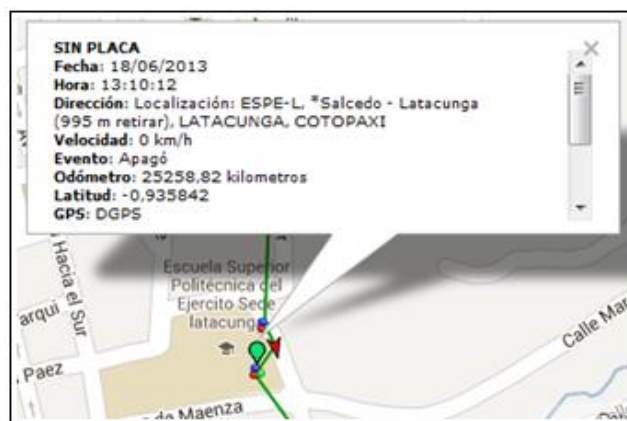 SIN PLACA
Fecha: 18/06/2013
Hora: 13:10:12
Dirección: Localización: ESPE-L, *Salcedo - Latacunga
(995 m retirar), LATACUNGA, COTOPAXI
Velocidad: 0 km/h
Evento: Apagó
Odómetro: 25258,82 kilometros
Latitud: -0,935842
GPS: DGPS
Hacia el Sur
Escuela Superior
Politécnica del
Ejercito Sede
latacunga
arqui
Paez
de Maenza
Calle Mar